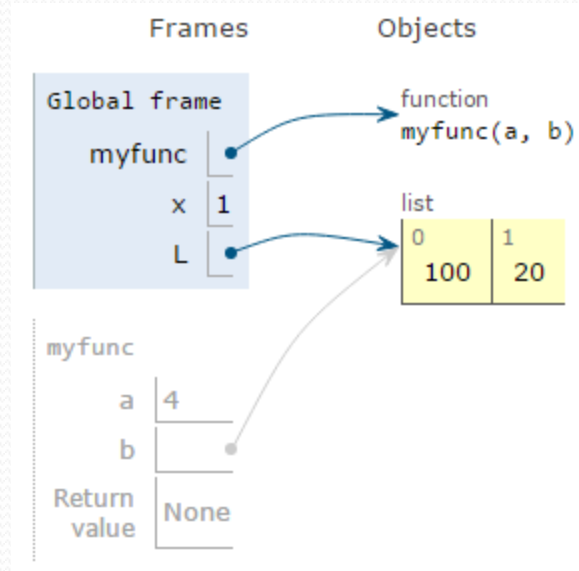 Frames Objects
Global frame
myfunc
x 1
L
function
myfunc(a, b)
list
0 1
100 20
myfunc
a 4
b
Return
value None